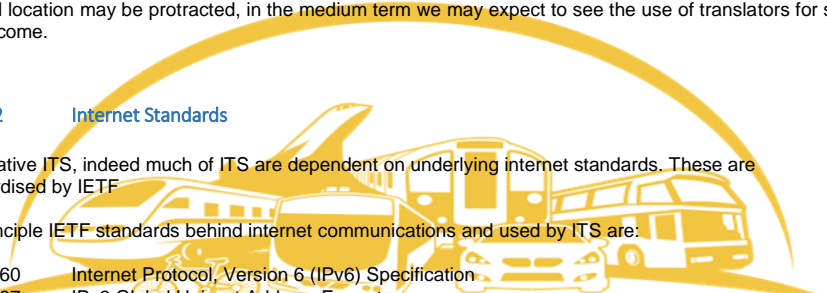 location may be protracted, in the medium term we may expect to see the use of translators for
come.
2 Internet Standards
ative ITS, indeed much of ITS are dependent on underlying internet standards. These are
rdised by IETF
nciple IETF standards behind internet communications and used by ITS are:
60 Internet Protocol, Version 6 (IPv6) Specification